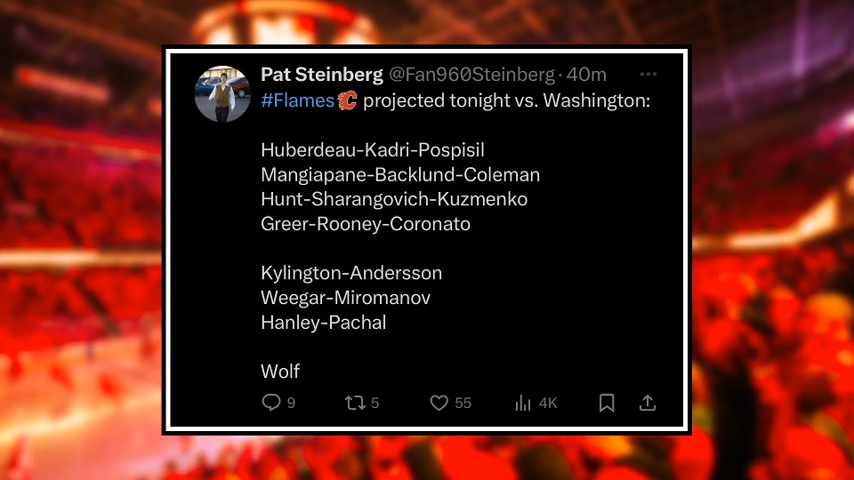 Pat Steinberg @Fan960Steinberg · 40m
#Flames projected tonight vs. Washington:
Huberdeau-Kadri-Pospisil
Mangiapane-Backlund-Coleman
Hunt-Sharangovich-Kuzmenko
Greer-Rooney-Coronato
Kylington-Andersson
Weegar-Miromanov
Hanley-Pachal
Wolf
9 5 55 4K